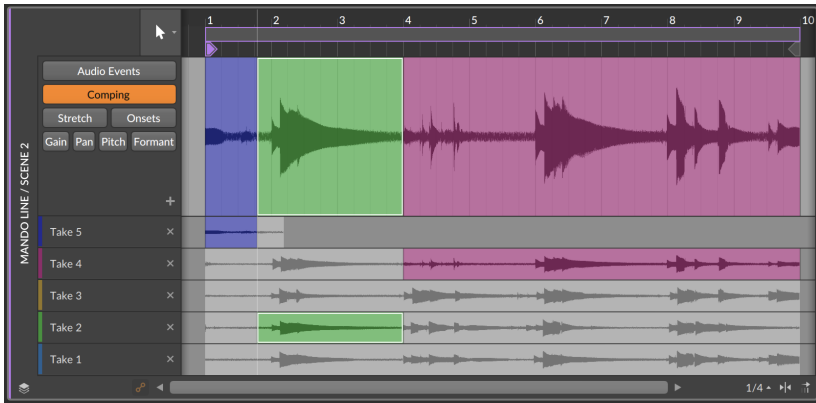 1 2 3 4 5 6 7 8 9 10
Audio Events
Comping
Stretch Onsets
Gain Pan Pitch Formant
+
MANDO LINE / SCENE 2
Take 5 ×
Take 4 ×
Take 3 ×
Take 2 ×
Take 1 ×
1/4